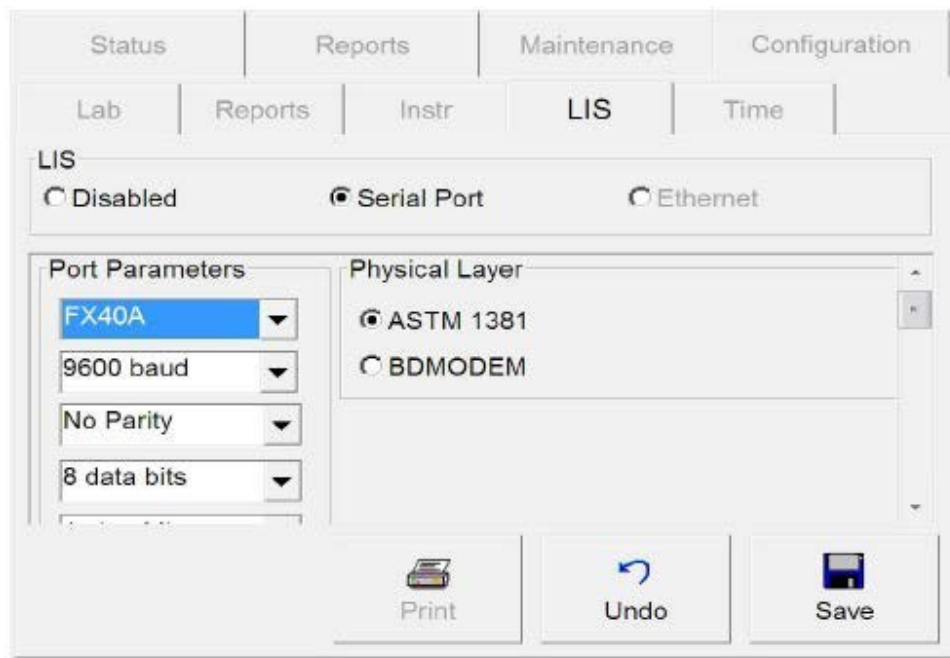 Status Reports Maintenance Configuration
Lab Reports Instr LIS Time
LIS
Disabled Serial Port Ethernet
Port Parameters Physical Layer
FX40A
ASTM 1381
9600 baud
BDMODEM
No Parity
8 data bits
Print Undo Save